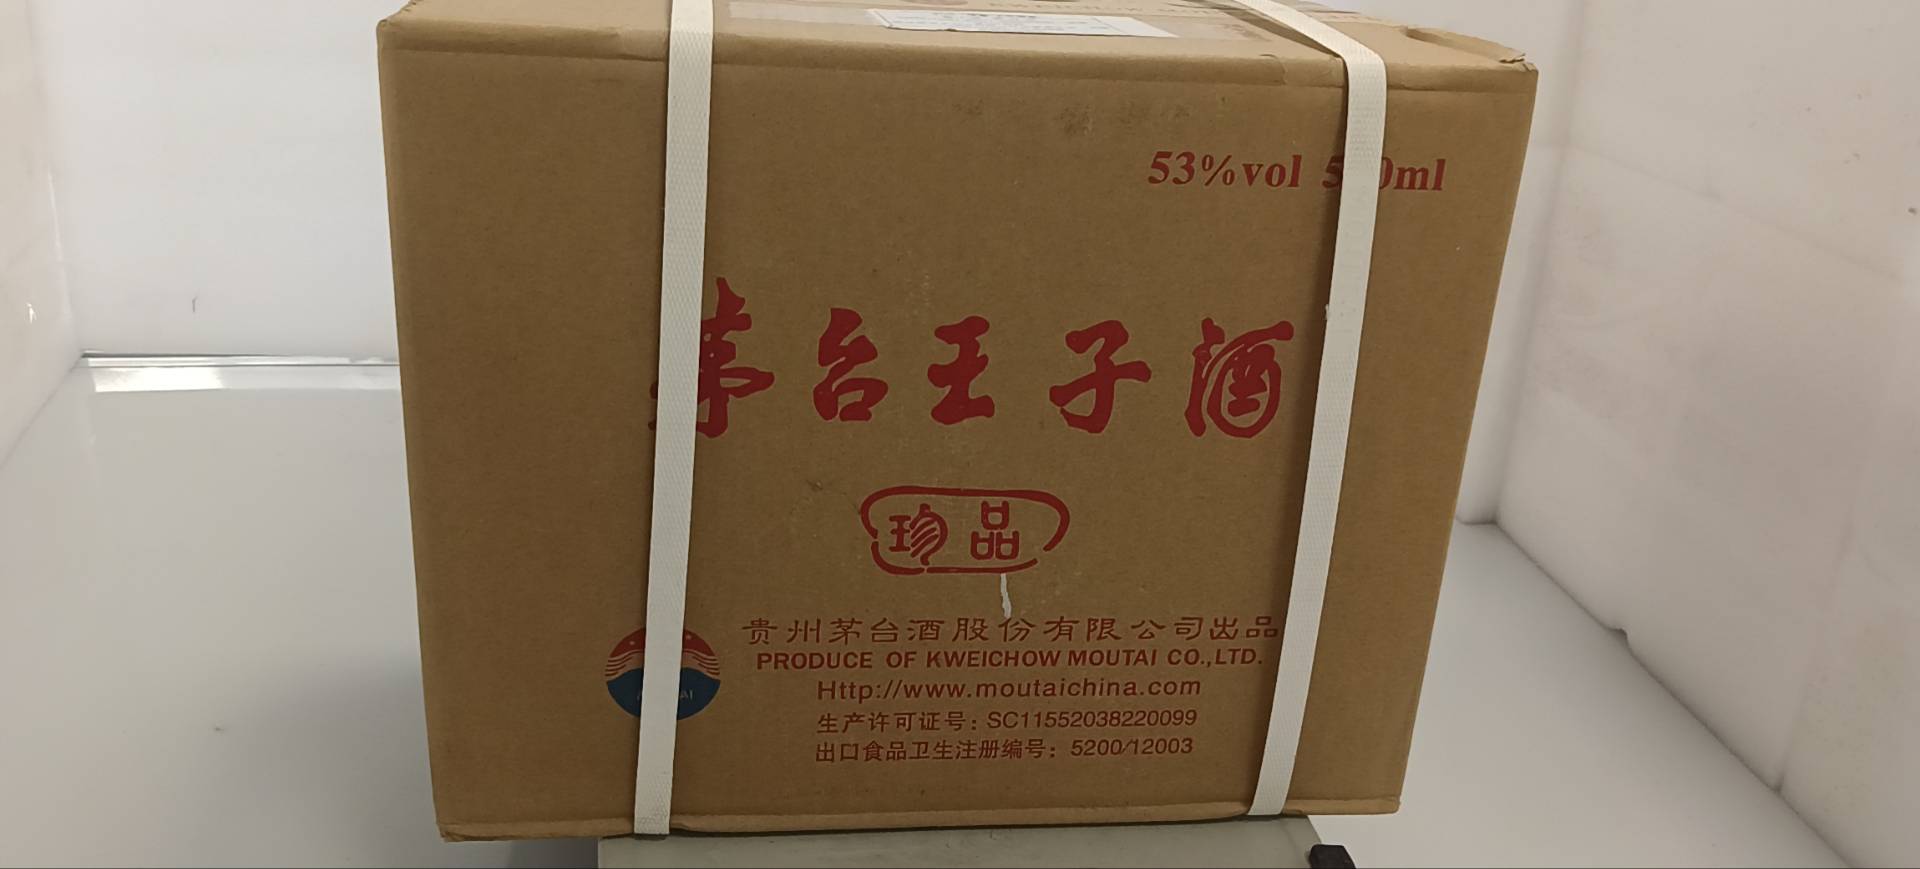 53%vol
茅台王子酒
珍品
贵州茅台酒股份有限公司出品
PRODUCE OF KWEICHOW MOUTAI CO.,LTD.
Http://www.moutaichina.com
生产许可证号：SC11552038220099
出口食品卫生注册编号：5200/12003